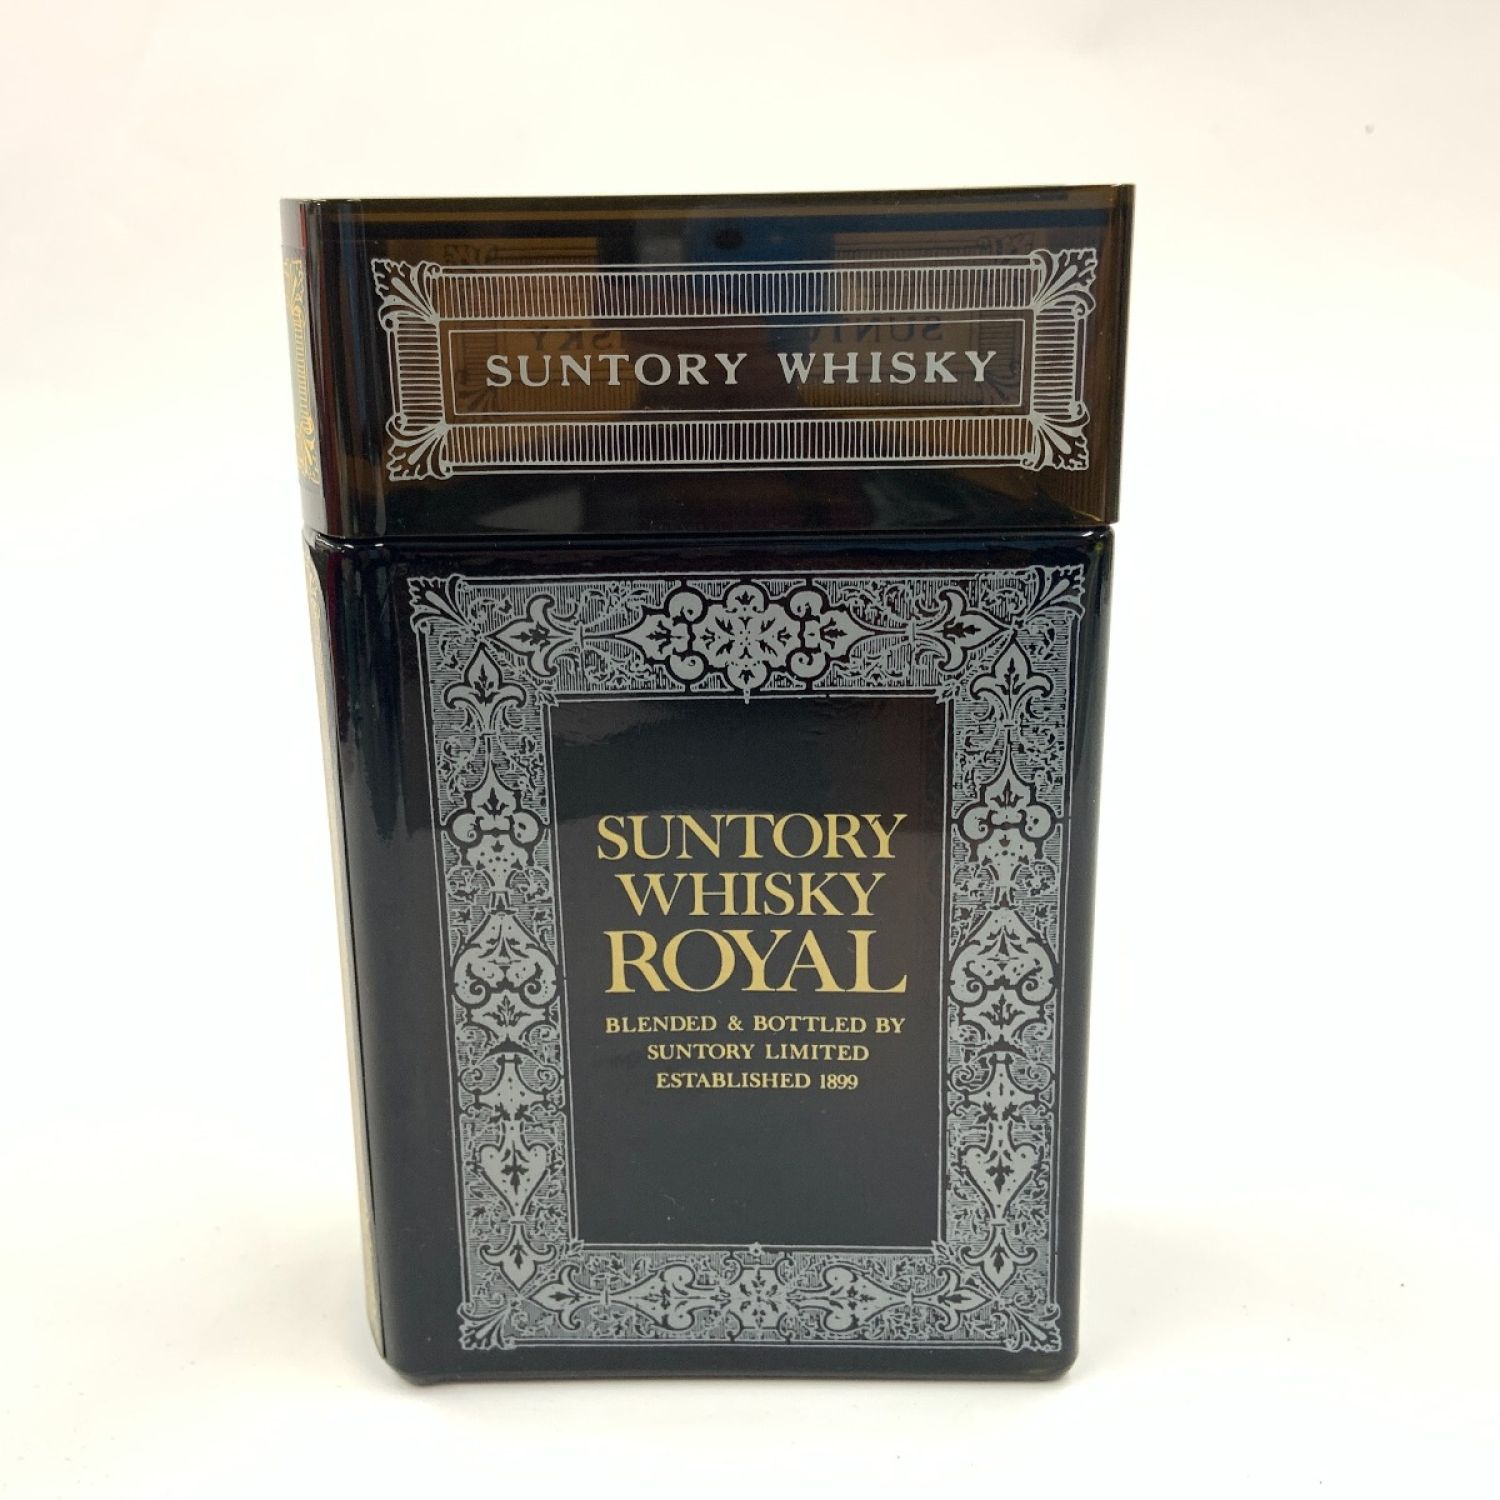 SUNTORY WHISKY
SUNTORY
WHISKY
ROYAL
BLENDED & BOTTLED BY
SUNTORY LIMITED
ESTABLISHED 1899